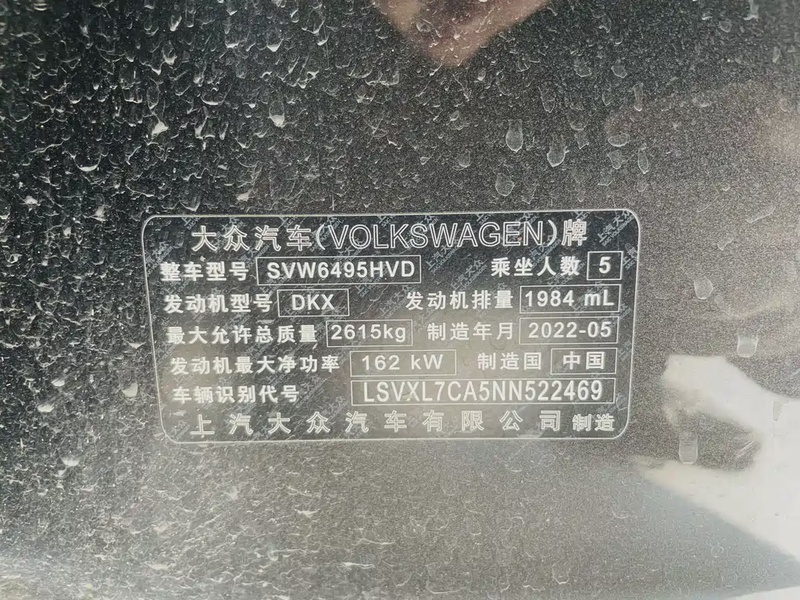 大众汽车(VOLKSWAGEN)牌
整车型号 SVW6495HVD 乘坐人数 5
发动机型号 DKX 发动机排量 1984 mL
最大允许总质量 2615kg 制造年月 2022-05
发动机最大净功率 162 kW 制造国 中国
车辆识别代号 LSVXL7CA5NN522469
上汽大众汽车有限公司 制造